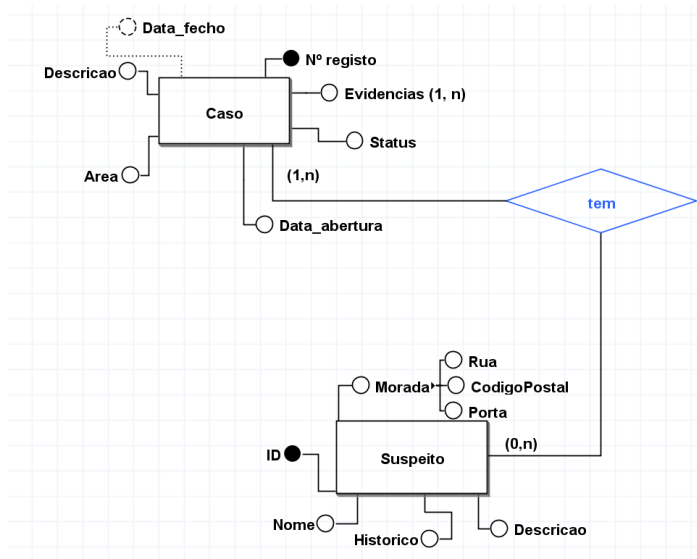 Data_fecho
Nº registo
Descricao
Evidencias (1, n)
Caso
Status
Area
(1,n)
tem
Data_abertura
Rua
Morada
CodigoPostal
Porta
(0,n)
ID
Suspeito
Nome
Historico
Descricao